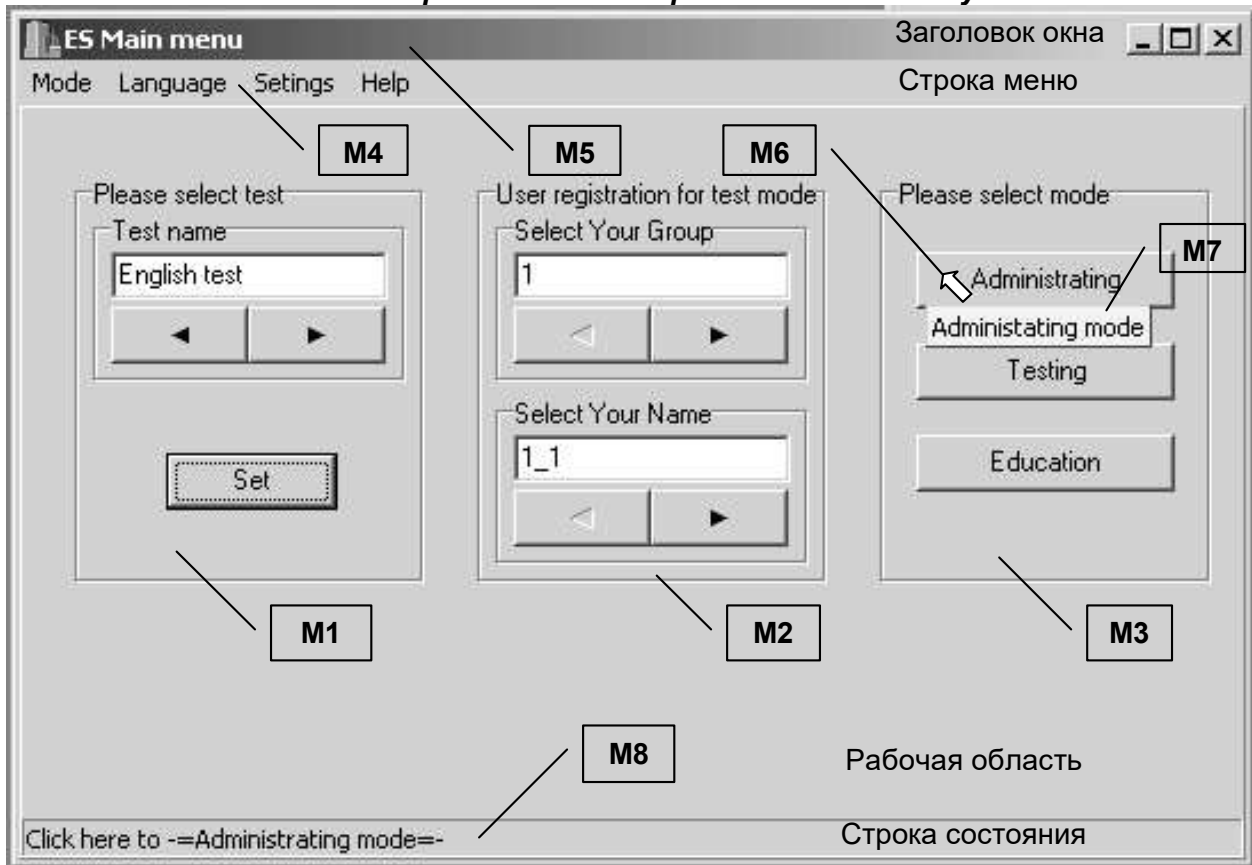 ES Main menu
Заголовок окна
Mode Language Setings Help
Строка меню
M4
M5
M6
M7
Please select test
Test name
English test
Set
M1
User registration for test mode
Select Your Group
1
Select Your Name
1_1
M2
Please select mode
Administrating
Administating mode
Testing
Education
M3
M8
Рабочая область
Click here to -=Administrating mode=-
Строка состояния